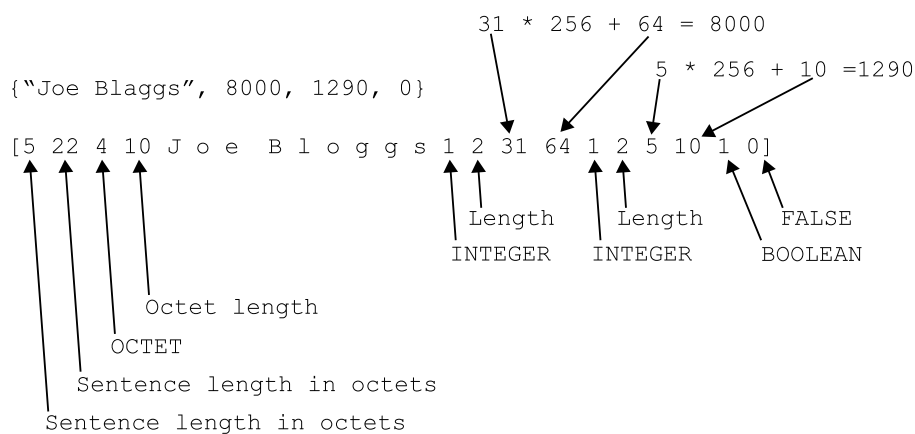 31 * 256 + 64 = 8000
5 * 256 + 10 =1290
{“Joe Blaggs”, 8000, 1290, 0}
[5 22 4 10 J o e B l o g g s 1 2 31 64 1 2 5 10 1 0]
Length Length FALSE
INTEGER INTEGER BOOLEAN
Octet length
OCTET
Sentence length in octets
Sentence length in octets